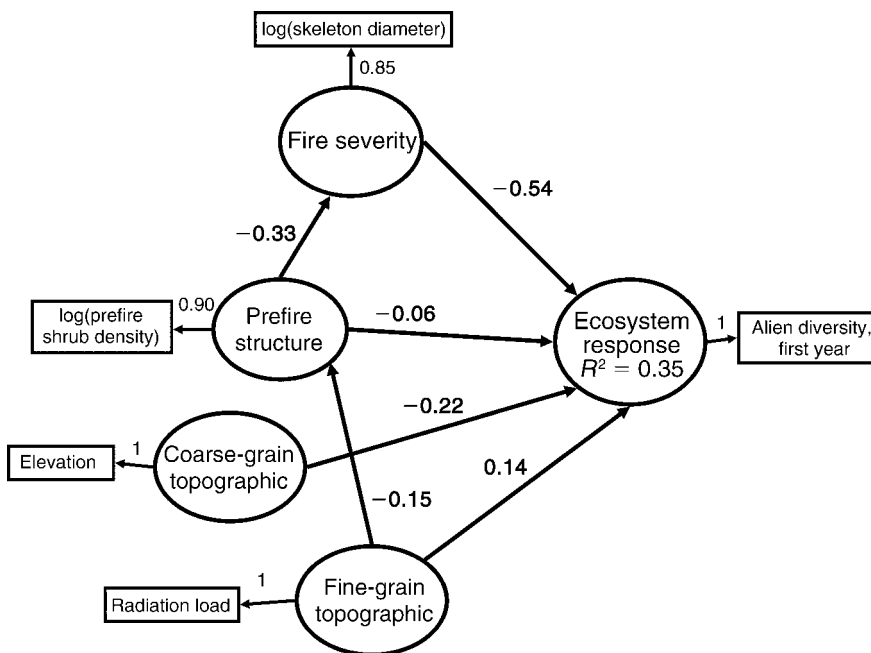 log(skeleton diameter)
0.85
Fire severity
−0.54
−0.33
log(prefire
shrub density)
0.90
Prefire
structure
−0.06
Ecosystem
response
R² = 0.35
1
Alien diversity,
first year
−0.22
Elevation
1
Coarse-grain
topographic
0.14
−0.15
Radiation load
1
Fine-grain
topographic